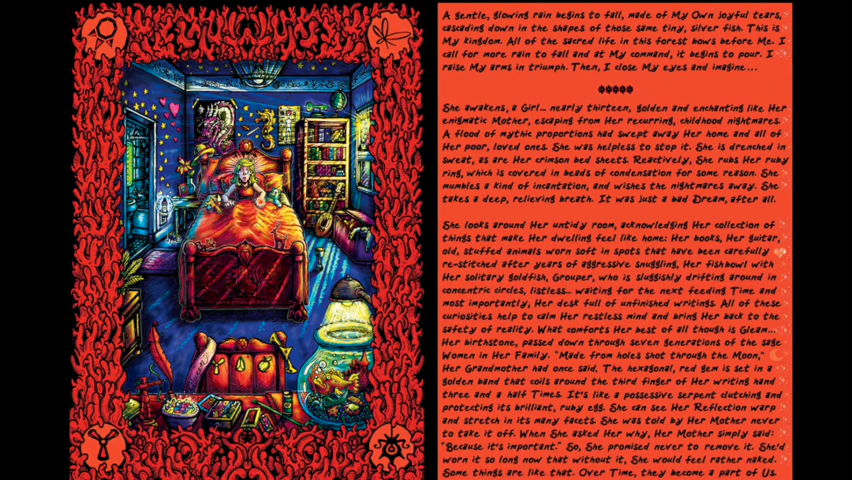 A gentle, glowing rain begins to fall, made of My Own joyful tears,
cascading down in the shapes of those same tiny, silver fish. This is
My kingdom. All of the sacred life in this forest bows before Me. I
call for more rain to fall and at My command, it begins to pour. I
raise My arms in triumph. Then, I close My eyes and imagine...
She awakens, a Girl... nearly thirteen, golden and enchanting like Her
enigmatic Mother, escaping from Her recurring, childhood nightmares.
A flood of mythic proportions had swept away Her home and all of
Her poor, loved ones. She was helpless to stop it. She is drenched in
sweat, as are Her crimson bed sheets. Reactively, She rubs Her ruby
ring, which is covered in beads of condensation for some reason. She
mumbles a kind of incantation, and wishes the nightmares away. She
takes a deep, relieving breath. It was just a bad Dream, after all.
She looks around Her untidy room, acknowledging Her collection of
things that make Her dwelling feel like home: Her books, Her guitar,
old, stuffed animals worn soft in spots that have been carefully
re-stitched after years of aggressive snuggling, Her fishbowl with
Her solitary goldfish, Grouper, who is sluggishly drifting around in
concentric circles, listless... waiting for the next feeding Time and
most importantly, Her desk full of unfinished writings. All of these
curiosities help to calm Her restless mind and bring Her back to the
safety of reality. What comforts Her best of all though is Gleam...
Her birthstone, passed down through seven generations of the sage
Women in Her Family. "Made from holes shot through the Moon,"
Her Grandmother had once said. The hexagonal, red gem is set in a
golden band that coils around the third finger of Her writing hand
three and a half Times. It's like a possessive serpent clutching and
protecting its brilliant, ruby egg. She can see Her Reflection warp
and stretch in its many facets. She was told by Her Mother never
to take it off. When She asked Her why, Her Mother simply said:
"Because it's important." So, She promised never to remove it. She'd
worn it so long now that without it, She would feel rather naked.
Some things are like that. Over Time, they become a part of Us.